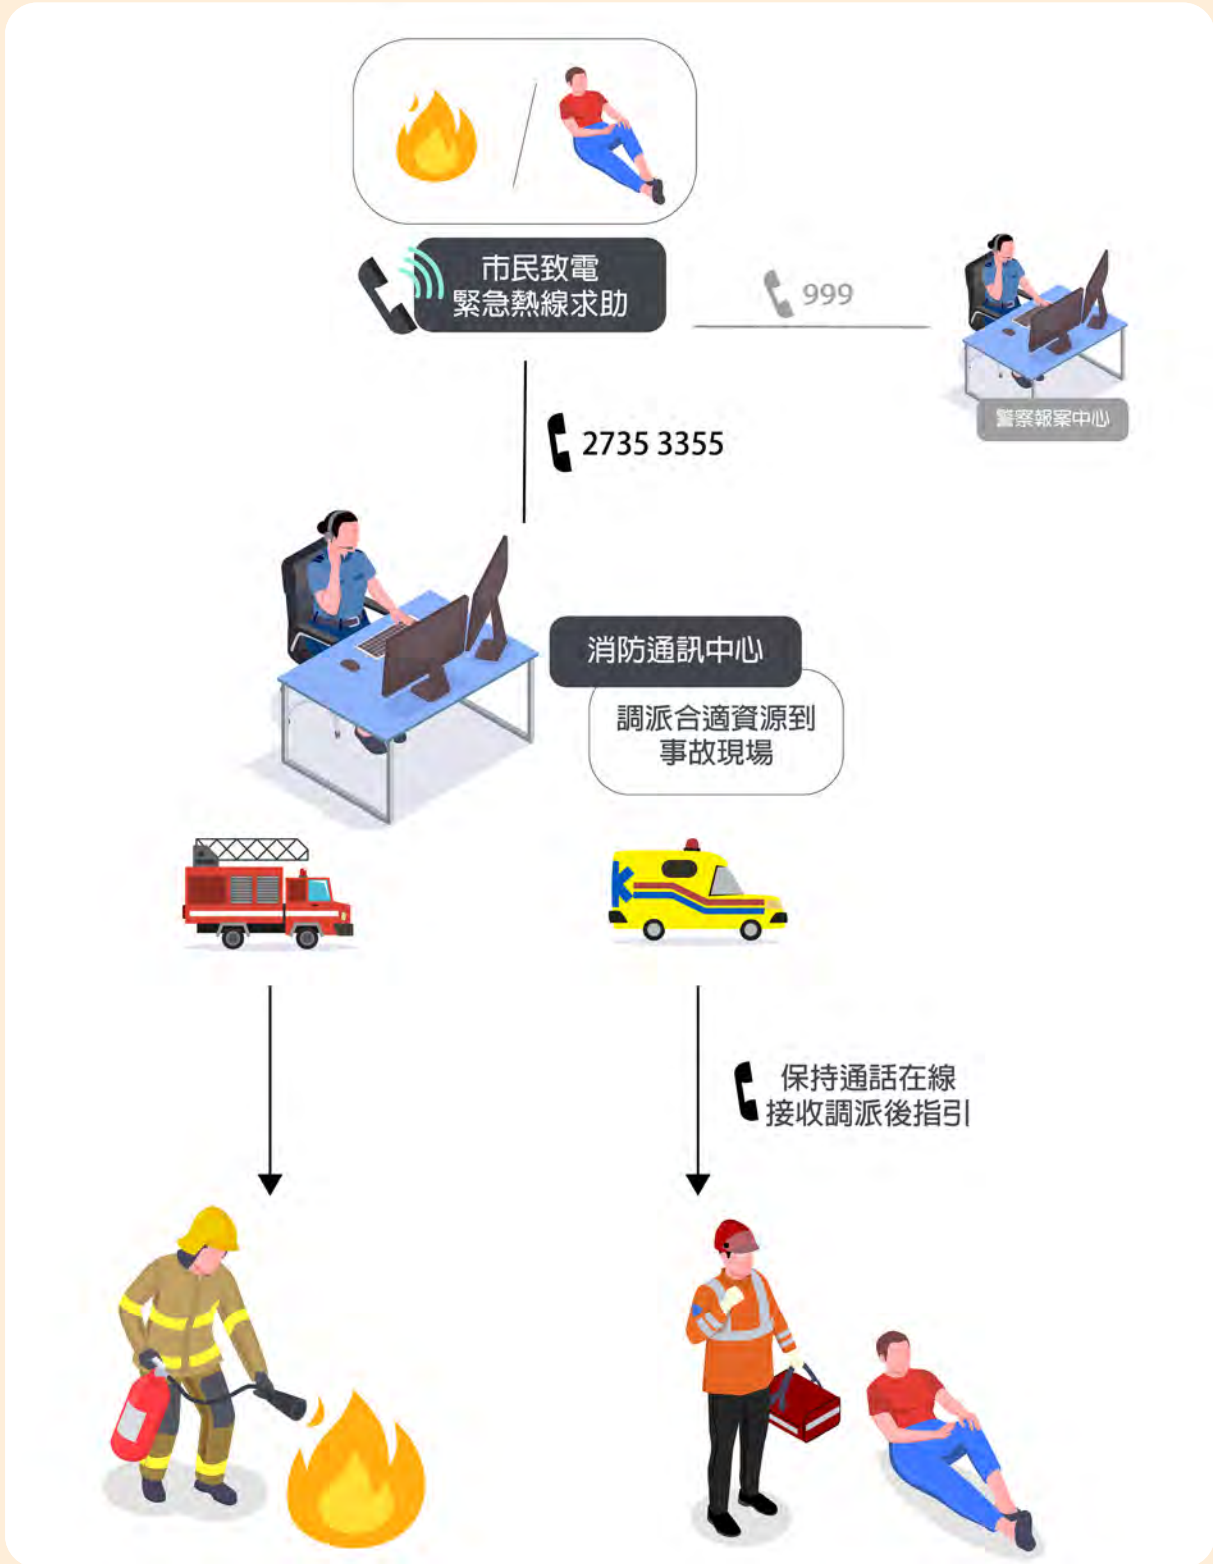 市民致電
緊急熱線求助
999
警察報案中心
2735 3355
消防通訊中心
調派合適資源到
事故現場
保持通話在線
接收調派後指引